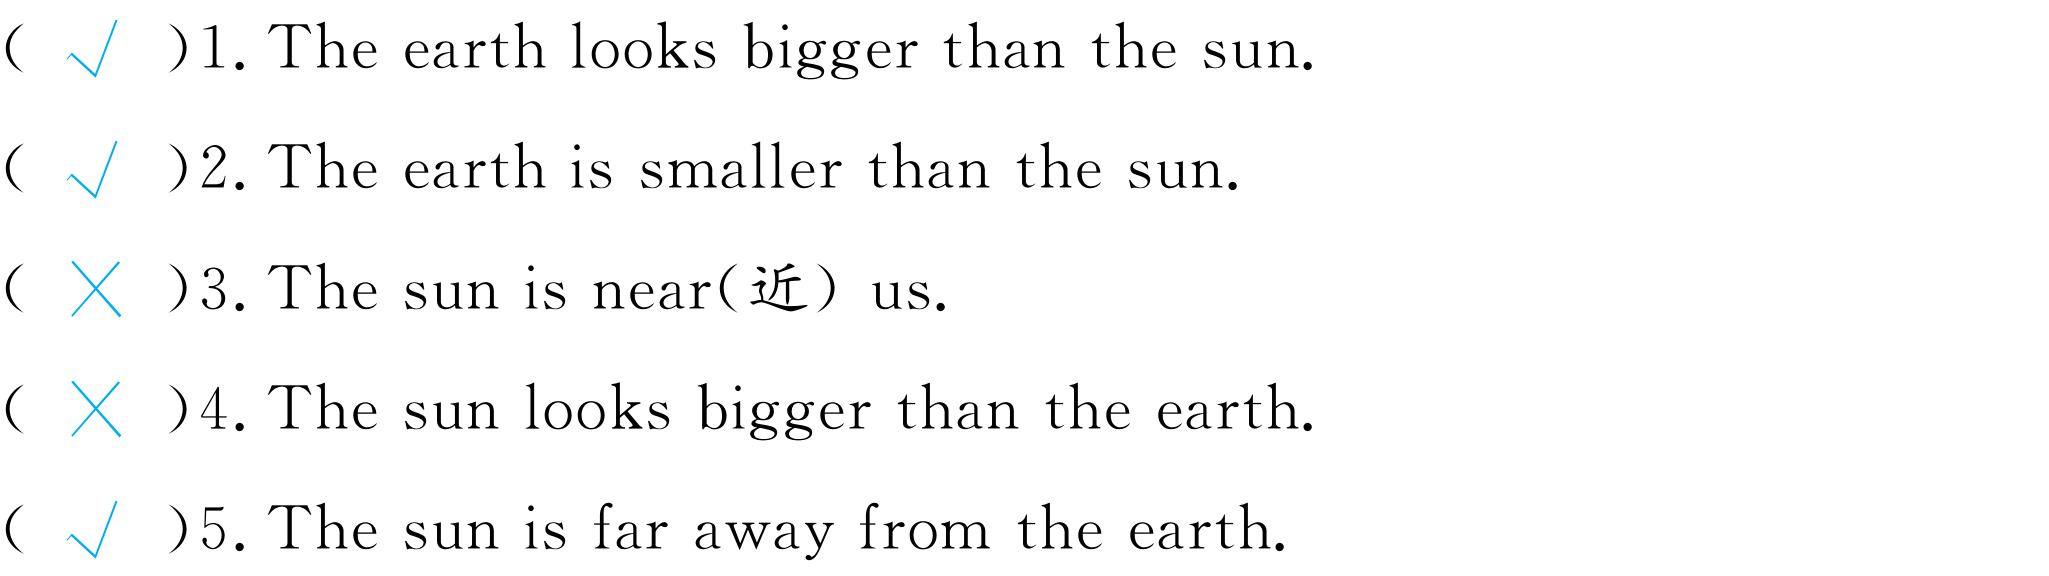 ( √ )1. The earth looks bigger than the sun.
( √ )2. The earth is smaller than the sun.
( × )3. The sun is near(近) us.
( × )4. The sun looks bigger than the earth.
( √ )5. The sun is far away from the earth.